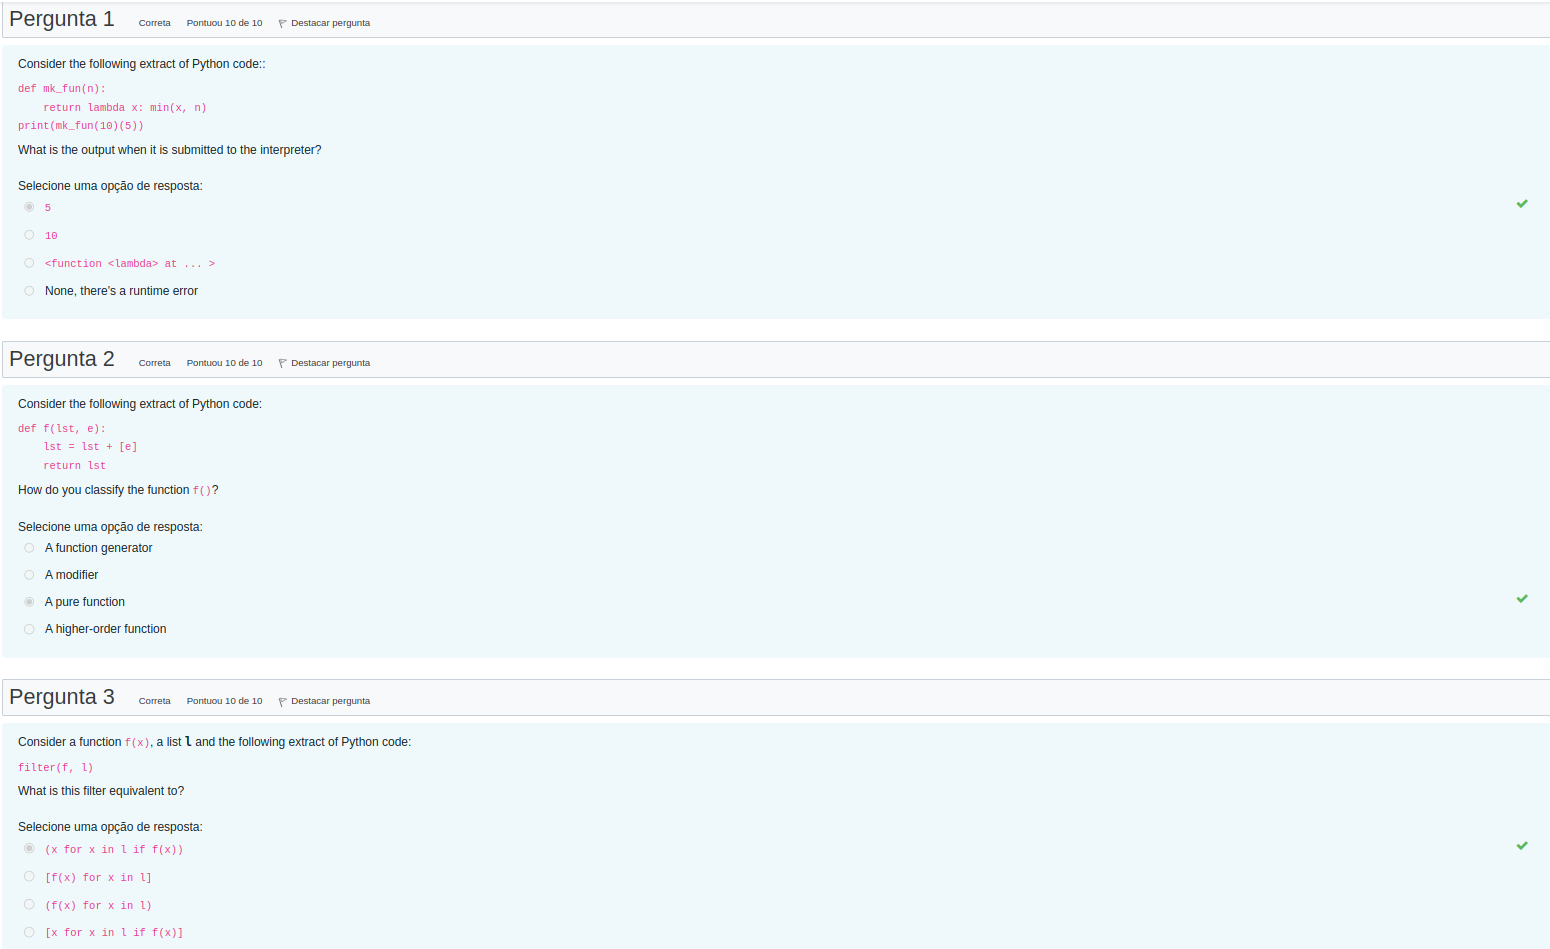 Pergunta 1 Correta Pontuou 10 de 10 Destacar pergunta
Consider the following extract of Python code::
def mk_fun(n):
    return lambda x: min(x, n)
print(mk_fun(10)(5))
What is the output when it is submitted to the interpreter?
Selecione uma opção de resposta:
5
10
<function <lambda> at ... >
None, there's a runtime error
Pergunta 2 Correta Pontuou 10 de 10 Destacar pergunta
Consider the following extract of Python code:
def f(lst, e):
    lst = lst + [e]
    return lst
How do you classify the function f()?
Selecione uma opção de resposta:
A function generator
A modifier
A pure function
A higher-order function
Pergunta 3 Correta Pontuou 10 de 10 Destacar pergunta
Consider a function f(x), a list l and the following extract of Python code:
filter(f, l)
What is this filter equivalent to?
Selecione uma opção de resposta:
(x for x in l if f(x))
[f(x) for x in l]
(f(x) for x in l)
[x for x in l if f(x)]